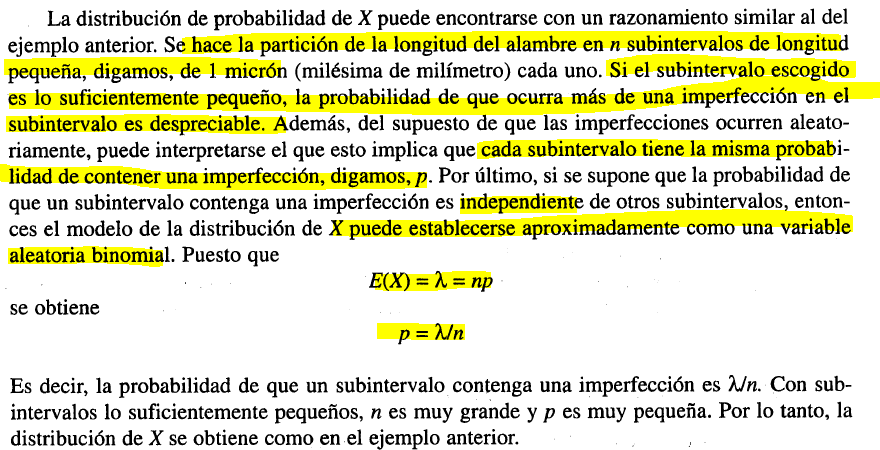 La distribución de probabilidad de X puede encontrarse con un razonamiento similar al del
ejemplo anterior. Se hace la partición de la longitud del alambre en n subintervalos de longitud
pequeña, digamos, de 1 micrón (milésima de milímetro) cada uno. Si el subintervalo escogido
es lo suficientemente pequeño, la probabilidad de que ocurra más de una imperfección en el
subintervalo es despreciable. Además, del supuesto de que las imperfecciones ocurren aleato-
riamente, puede interpretarse el que esto implica que cada subintervalo tiene la misma probabi-
lidad de contener una imperfección, digamos, p. Por último, si se supone que la probabilidad de
que un subintervalo contenga una imperfección es independiente de otros subintervalos, enton-
ces el modelo de la distribución de X puede establecerse aproximadamente como una variable
aleatoria binomial. Puesto que
E(X) = λ = np
se obtiene
p = λ/n
Es decir, la probabilidad de que un subintervalo contenga una imperfección es λ/n. Con sub-
intervalos lo suficientemente pequeños, n es muy grande y p es muy pequeña. Por lo tanto, la
distribución de X se obtiene como en el ejemplo anterior.